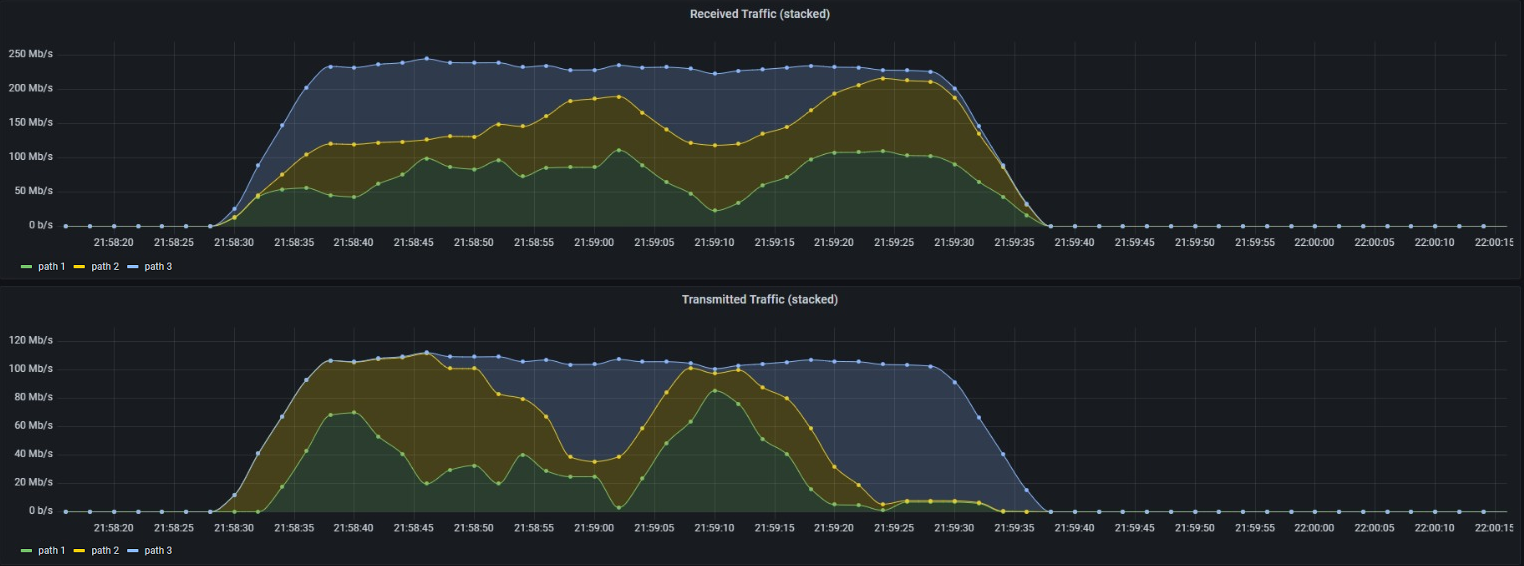 Received Traffic (stacked)
250 Mb/s
200 Mb/s
150 Mb/s
100 Mb/s
50 Mb/s
0 b/s
21:58:20 21:58:25 21:58:30 21:58:35 21:58:40 21:58:45 21:58:50 21:58:55 21:59:00 21:59:05 21:59:10 21:59:15 21:59:20 21:59:25 21:59:30 21:59:35 21:59:40 21:59:45 21:59:50 21:59:55 22:00:00 22:00:05 22:00:10 22:00:15
path 1 path 2 path 3
Transmitted Traffic (stacked)
120 Mb/s
100 Mb/s
80 Mb/s
60 Mb/s
40 Mb/s
20 Mb/s
0 b/s
21:58:20 21:58:25 21:58:30 21:58:35 21:58:40 21:58:45 21:58:50 21:58:55 21:59:00 21:59:05 21:59:10 21:59:15 21:59:20 21:59:25 21:59:30 21:59:35 21:59:40 21:59:45 21:59:50 21:59:55 22:00:00 22:00:05 22:00:10 22:00:15
path 1 path 2 path 3